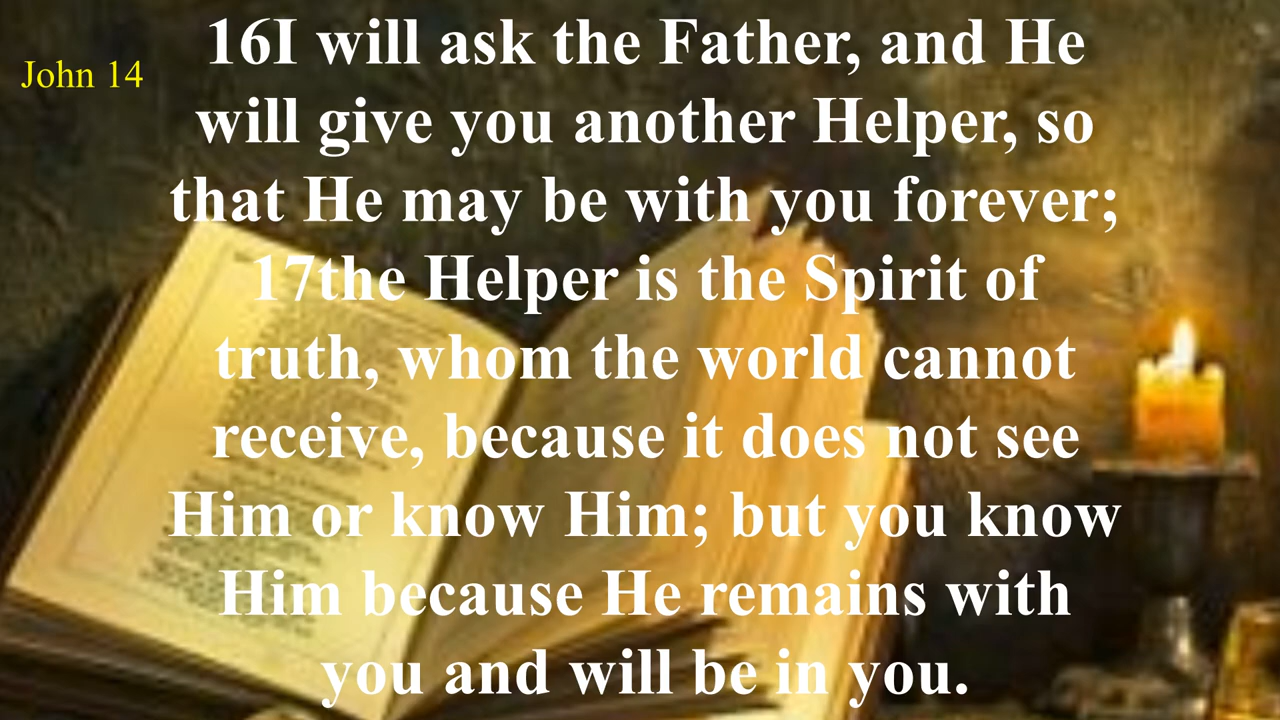 John 14
16I will ask the Father, and He
will give you another Helper, so
that He may be with you forever;
17the Helper is the Spirit of
truth, whom the world cannot
receive, because it does not see
Him or know Him; but you know
Him because He remains with
you and will be in you.